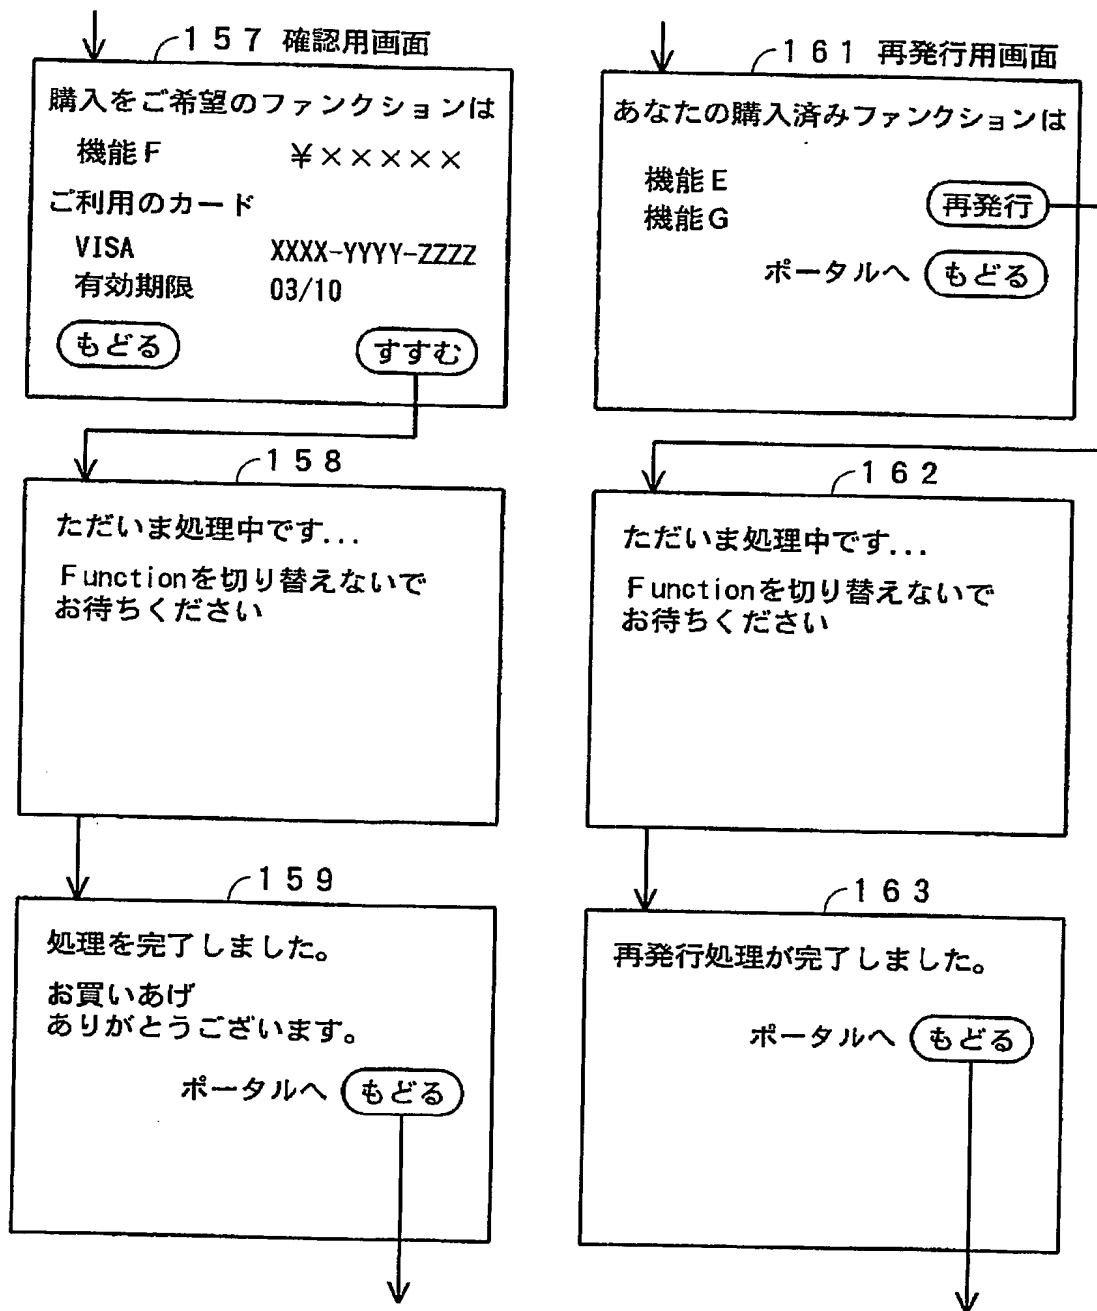 157 確認用画面
購入をご希望のファンクションは
機能F ¥×××××
ご利用のカード
VISA XXXX-YYYY-ZZZZ
有効期限 03/10
もどる すすむ
158
ただいま処理中です...
Functionを切り替えないで
お待ちください
159
処理を完了しました。
お買いあげ
ありがとうございます。
ポータルへ もどる
161 再発行用画面
あなたの購入済みファンクションは
機能E
機能G
再発行
ポータルへ もどる
162
ただいま処理中です...
Functionを切り替えないで
お待ちください
163
再発行処理が完了しました。
ポータルへ もどる